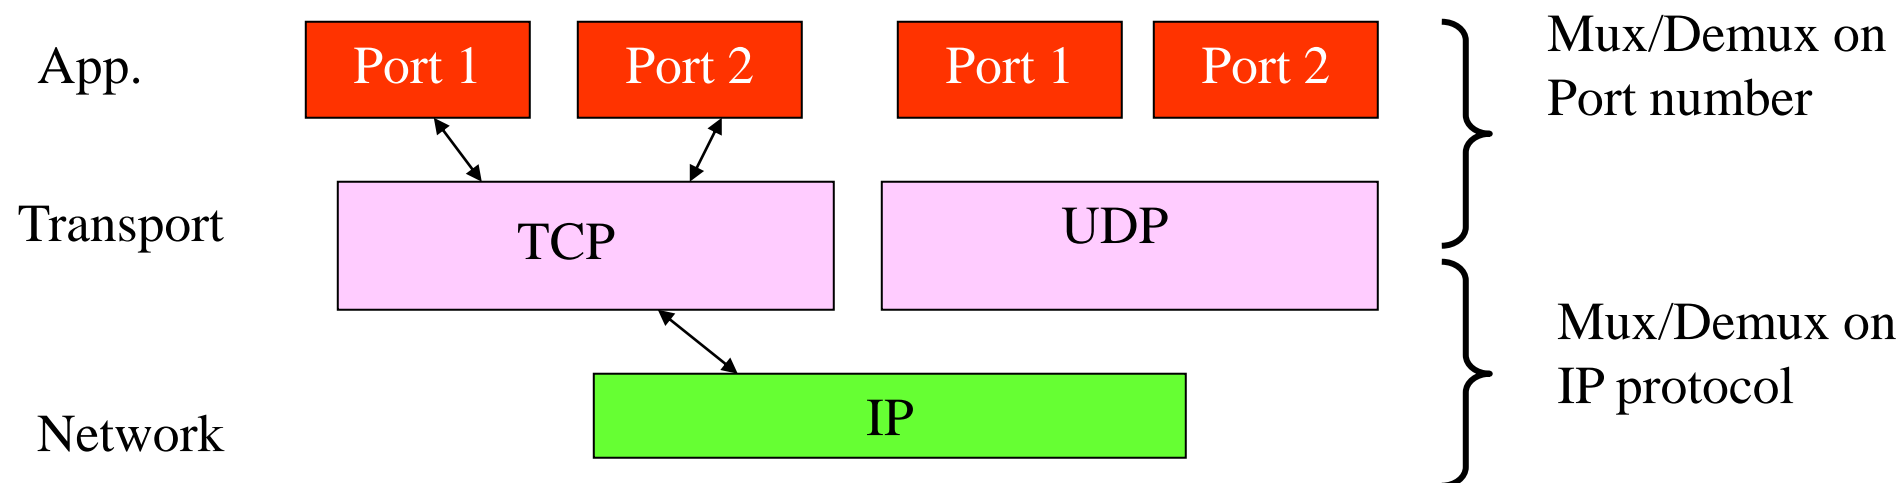 App.
Port 1
Port 2
Port 1
Port 2
Mux/Demux on
Port number
Transport
TCP
UDP
Mux/Demux on
IP protocol
Network
IP